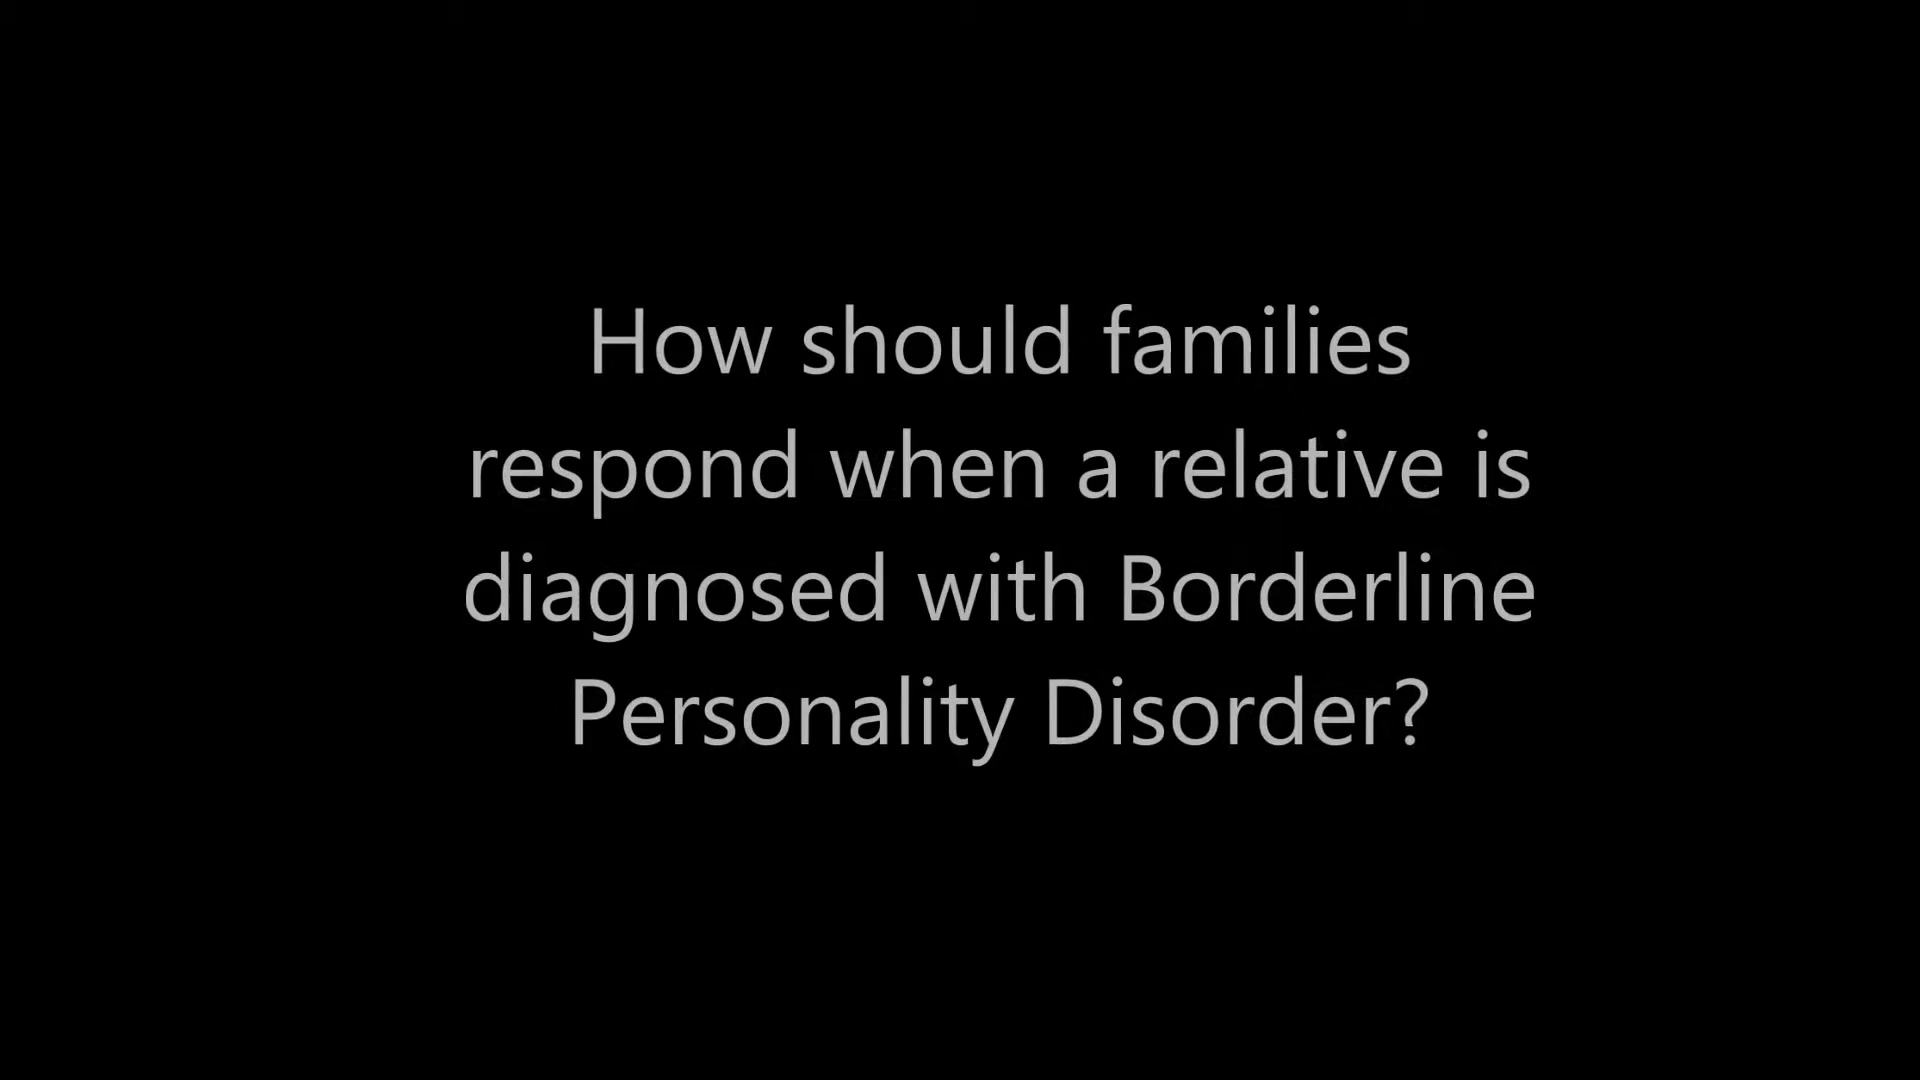 How should families
respond when a relative is
diagnosed with Borderline
Personality Disorder?